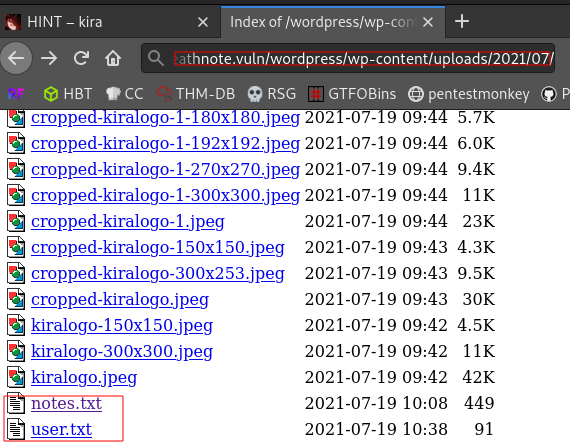 HINT – kira × Index of /wordpress/wp-con × +
eathnote.vuln/wordpress/wp-content/uploads/2021/07/
HBT CC THM-DB RSG GTFOBins pentestmonkey
cropped-kiralogo-1-180x180.jpeg 2021-07-19 09:44 5.7K
cropped-kiralogo-1-192x192.jpeg 2021-07-19 09:44 6.0K
cropped-kiralogo-1-270x270.jpeg 2021-07-19 09:44 9.4K
cropped-kiralogo-1-300x300.jpeg 2021-07-19 09:44 11K
cropped-kiralogo-1.jpeg 2021-07-19 09:44 23K
cropped-kiralogo-150x150.jpeg 2021-07-19 09:43 4.3K
cropped-kiralogo-300x253.jpeg 2021-07-19 09:43 9.5K
cropped-kiralogo.jpeg 2021-07-19 09:43 30K
kiralogo-150x150.jpeg 2021-07-19 09:42 4.5K
kiralogo-300x300.jpeg 2021-07-19 09:42 11K
kiralogo.jpeg 2021-07-19 09:42 42K
notes.txt 2021-07-19 10:08 449
user.txt 2021-07-19 10:38 91